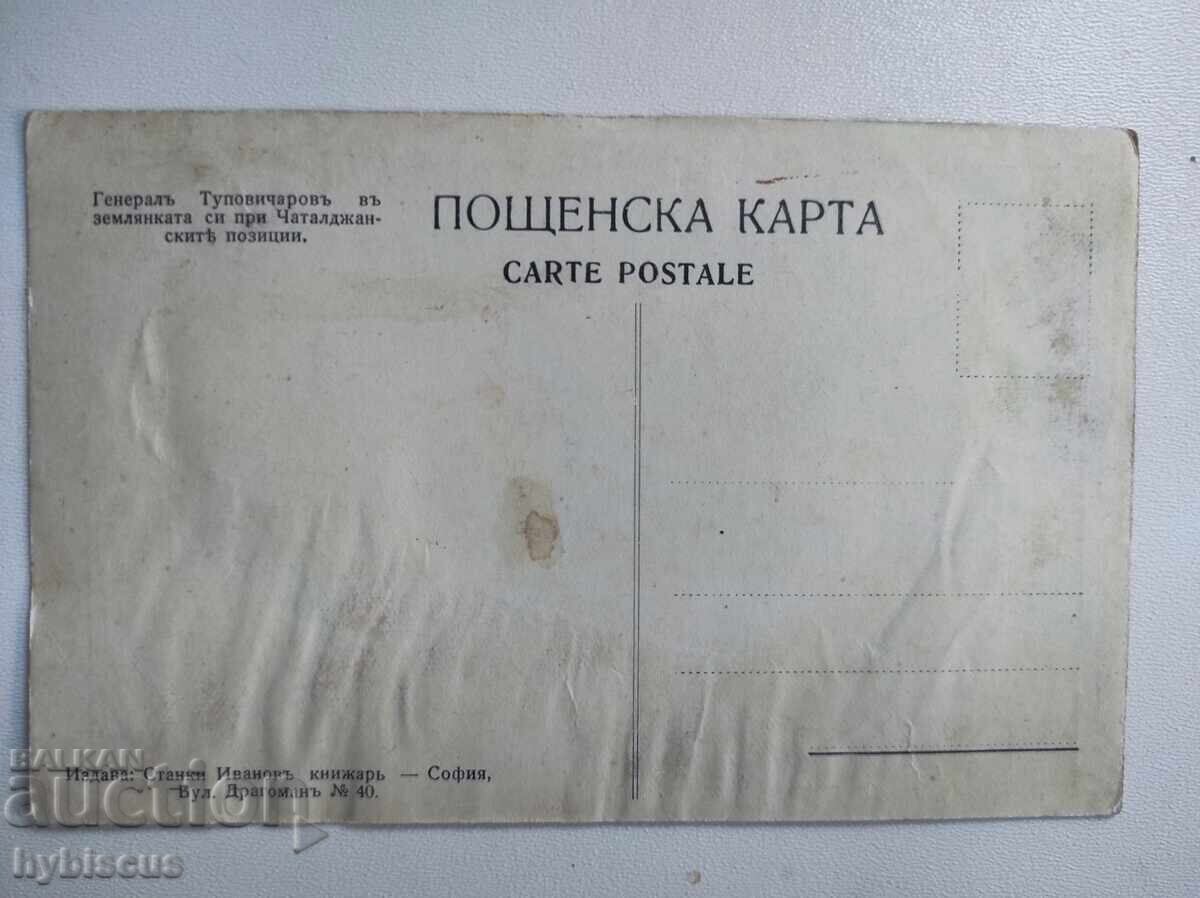 Генералъ Туповичаровъ въ
землянката си при Чаталджан-
скитѣ позиции.
ПОЩЕНСКА КАРТА
CARTE POSTALE
Издава: Станки Ивановъ книжарь — София,
Бул. Драгоманъ № 40.
BALKAN
auction
hybiscus